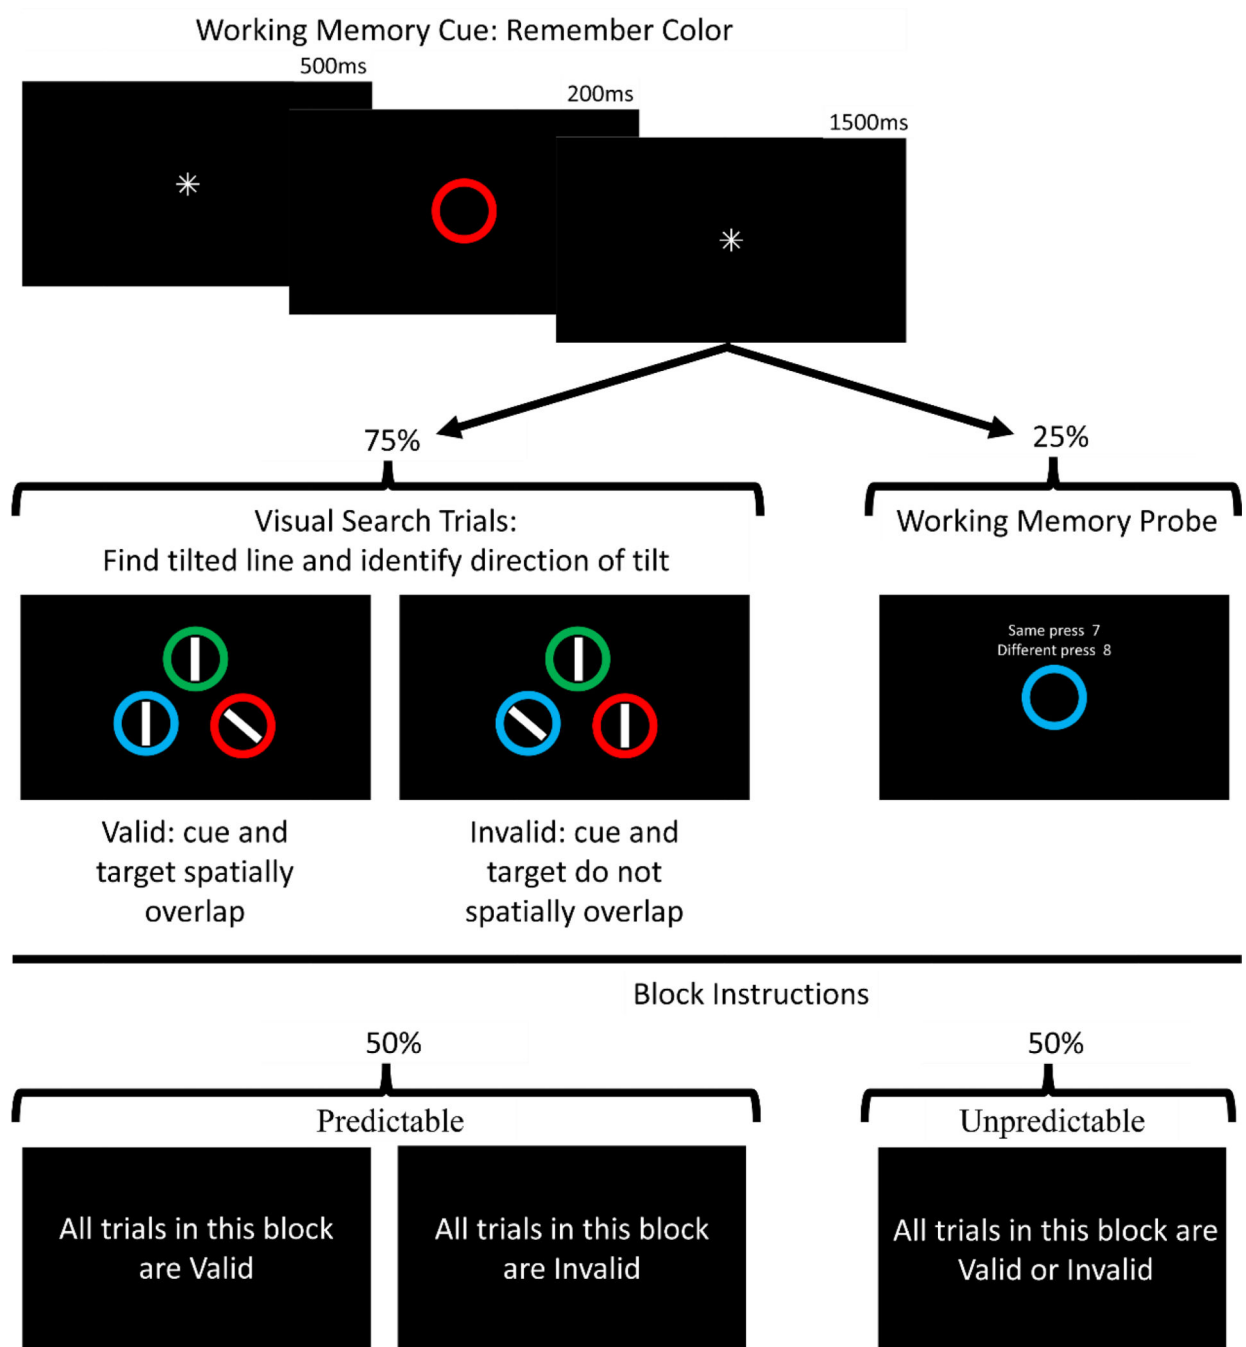 Working Memory Cue: Remember Color
500ms
200ms
1500ms
75%
25%
Visual Search Trials:
Find tilted line and identify direction of tilt
Working Memory Probe
Same press 7
Different press 8
Valid: cue and
target spatially
overlap
Invalid: cue and
target do not
spatially overlap
Block Instructions
50%
50%
Predictable
Unpredictable
All trials in this block
are Valid
All trials in this block
are Invalid
All trials in this block are
Valid or Invalid